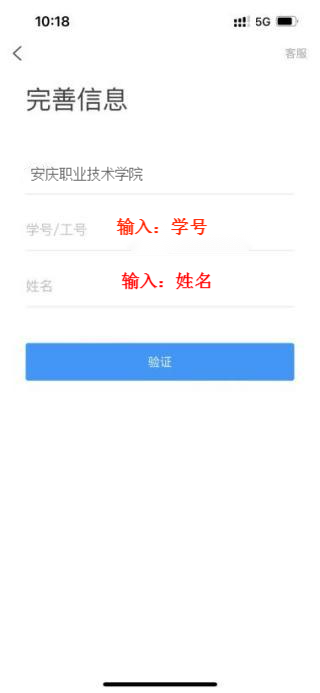 10:18 5G
客服
完善信息
安庆职业技术学院
学号/工号 输入：学号
姓名 输入：姓名
验证